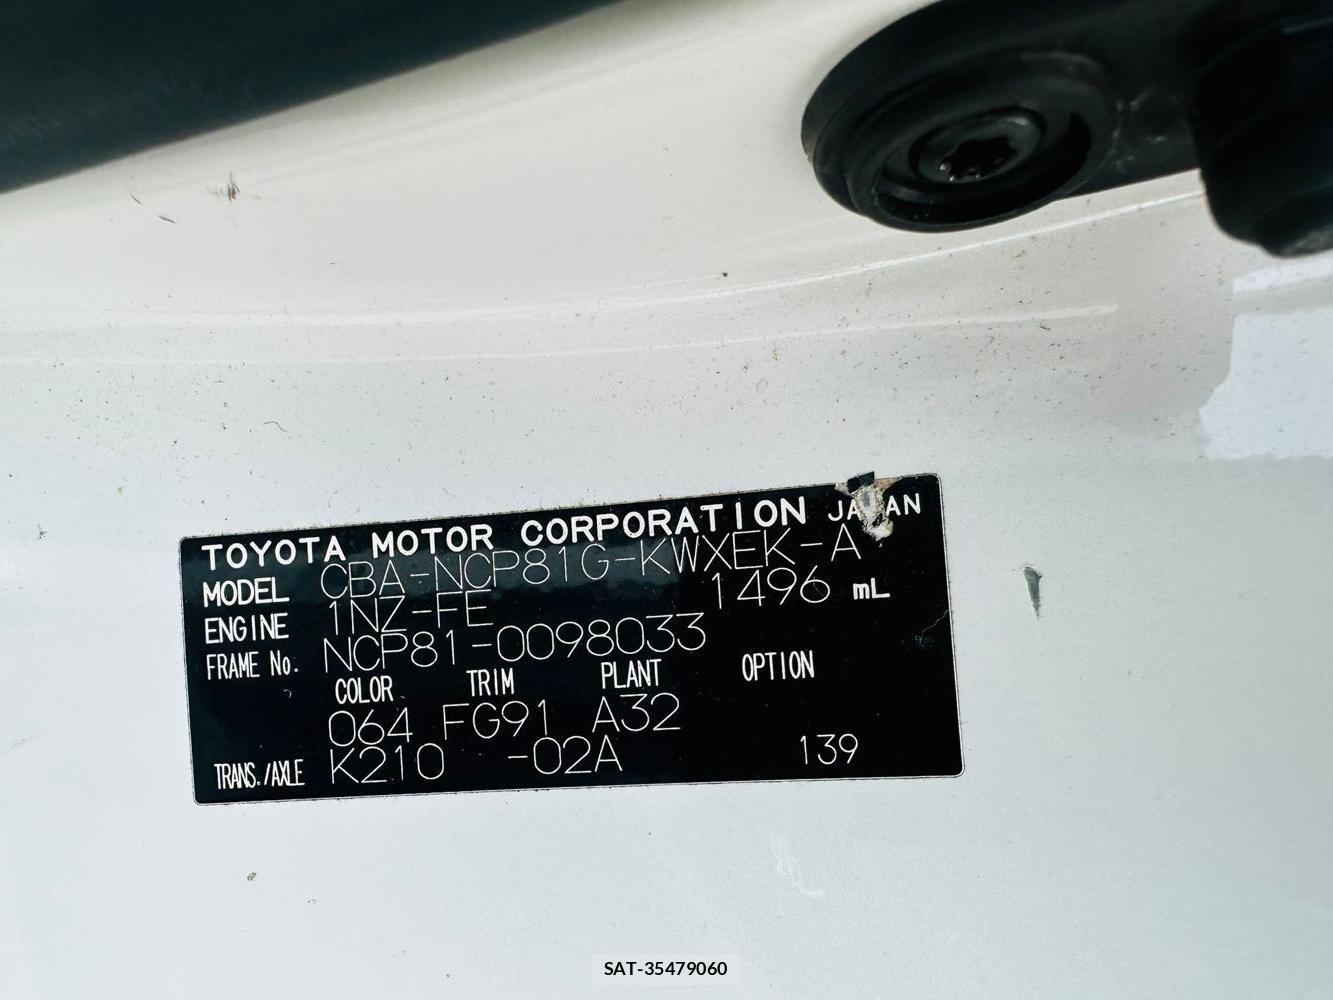 TOYOTA MOTOR CORPORATION JAPAN
MODEL CBA-NCP81G-KWXEK-A
ENGINE 1NZ-FE 1496 mL
FRAME No. NCP81-0098033
COLOR TRIM PLANT OPTION
064 FG91 A32
TRANS./AXLE K210 -02A 139
SAT-35479060